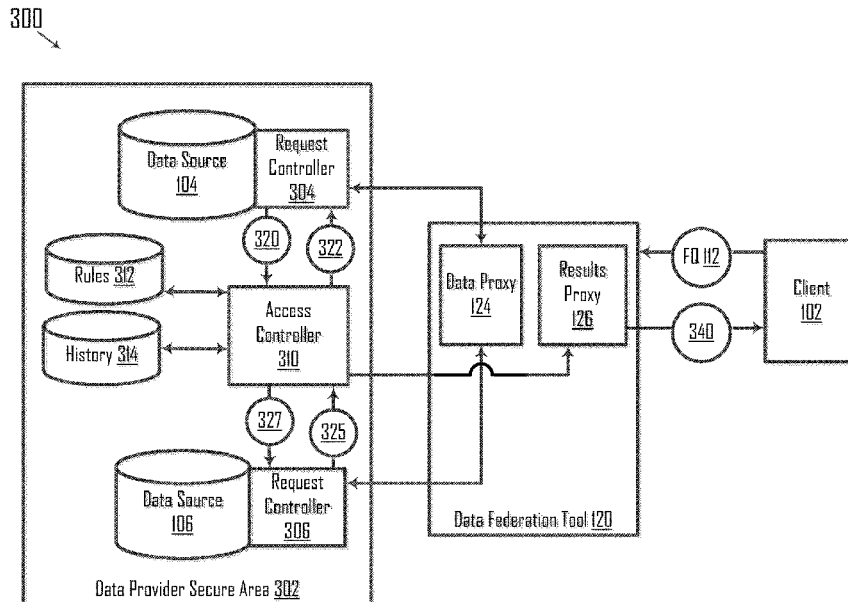 300
Data Source
104
Request
Controller
304
320
322
Rules 312
History 314
Access
Controller
310
327
325
Data Source
106
Request
Controller
306
Data Provider Secure Area 302
Data Proxy
124
Results
Proxy
126
Data Federation Tool 120
FQ 112
340
Client
102